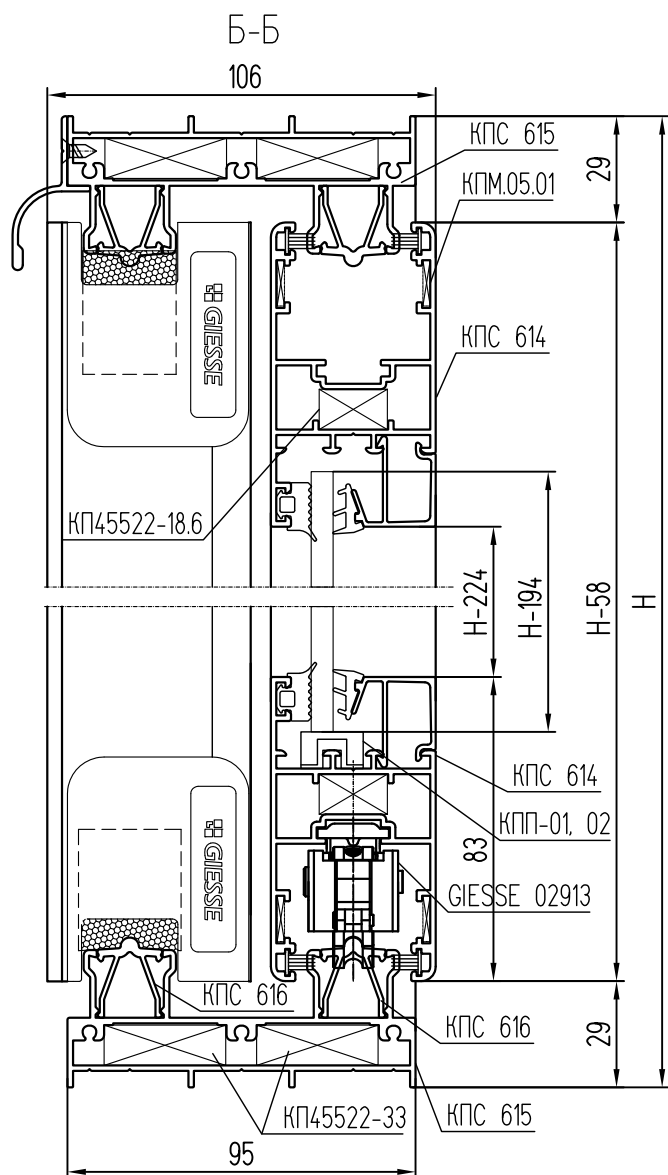 Б-Б
106
КПС 615
КПМ.05.01
29
КПС 614
GIESSE
КП45522-18.6
Н-224
Н-194
Н-58
Н
КПС 614
КПП-01, 02
83
GIESSE 02913
GIESSE
КПС 616
КПС 616
29
КП45522-33
КПС 615
95